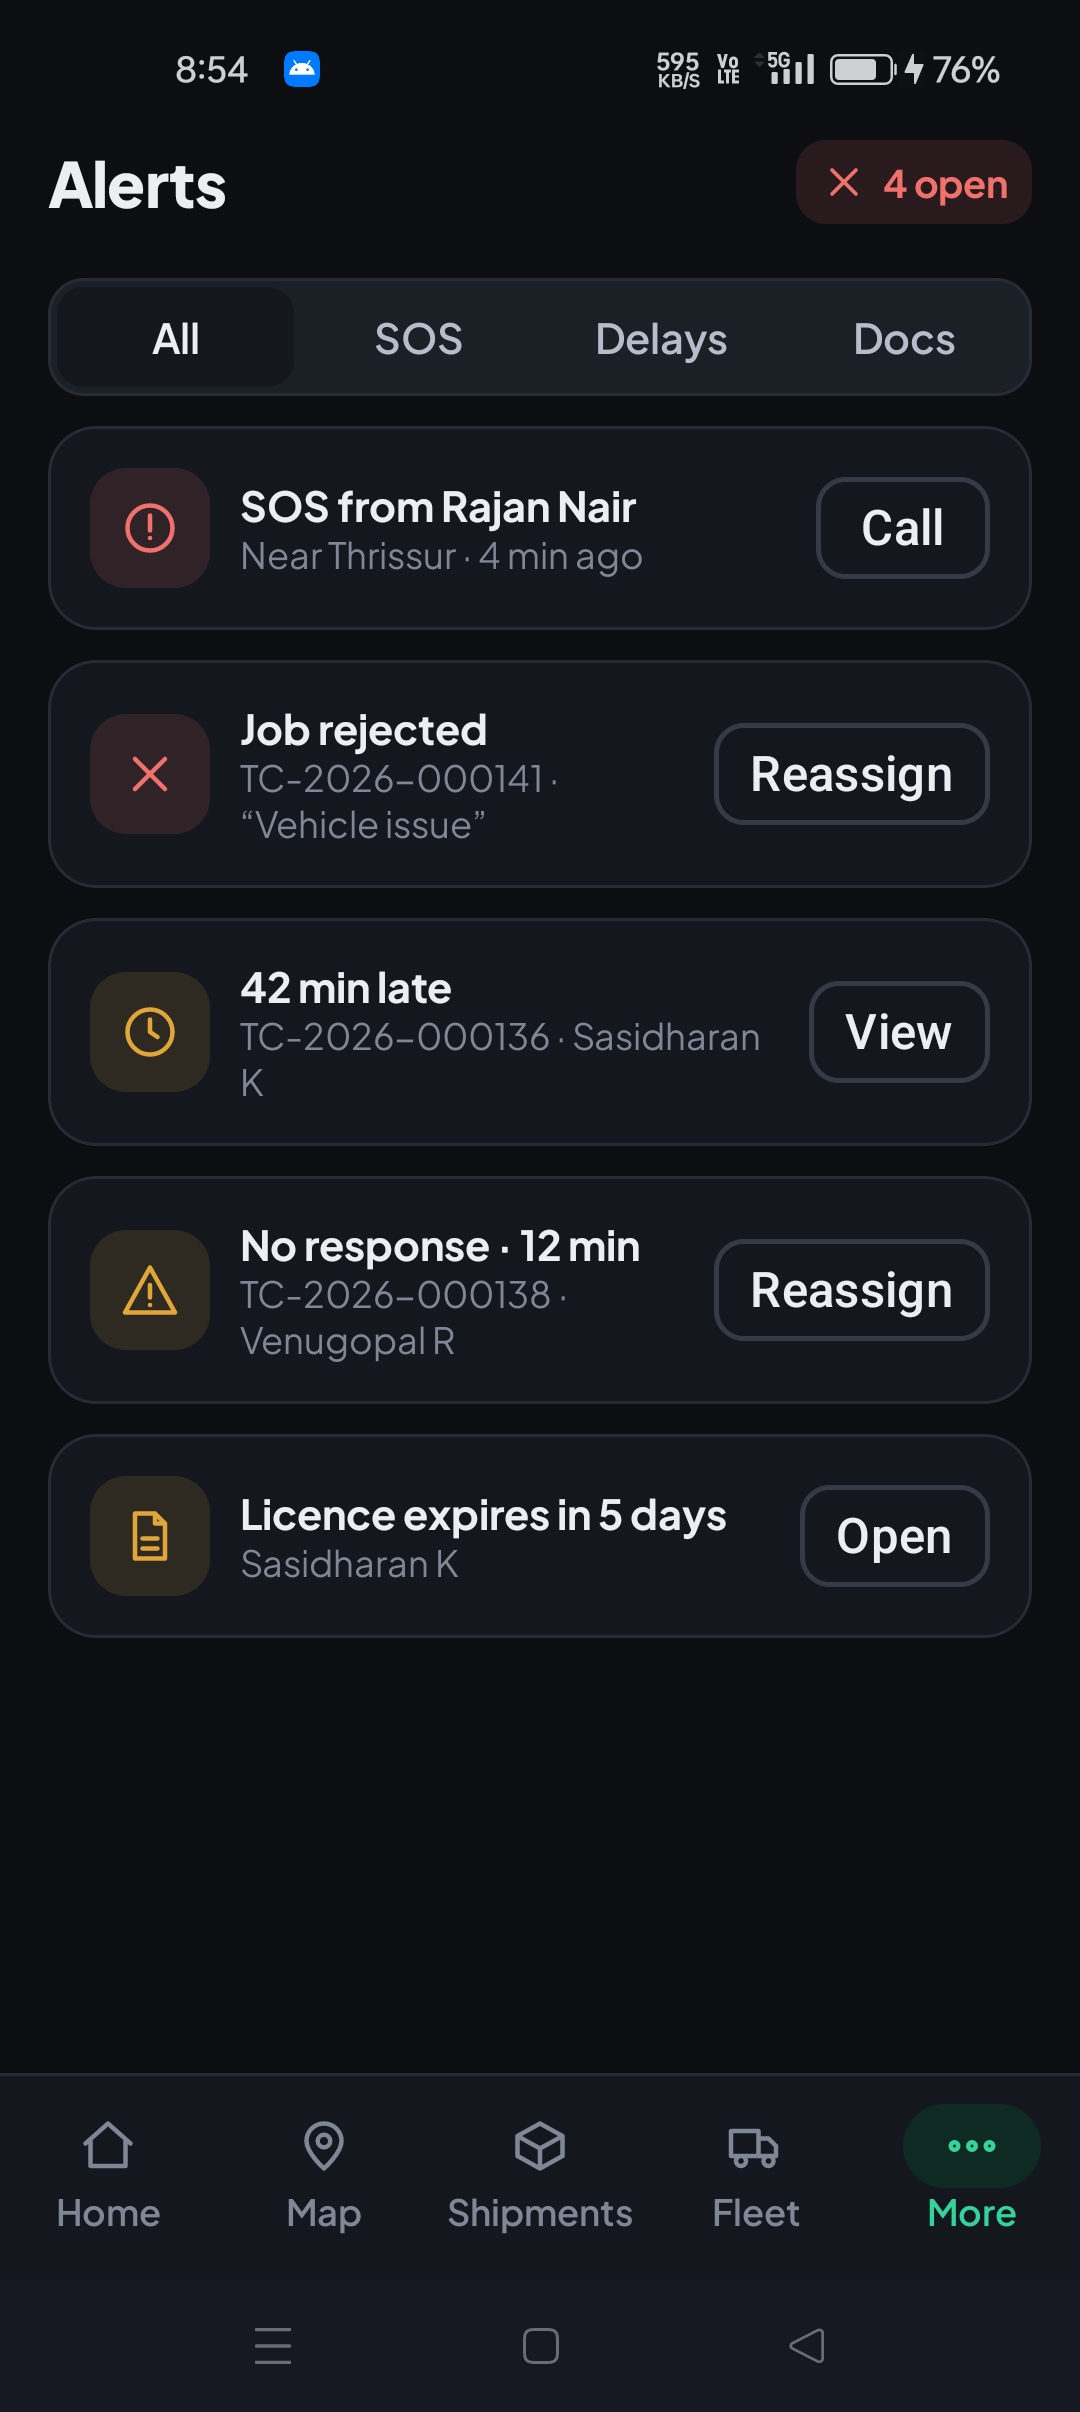 8:54
595 KB/S Vo LTE 5G 76%
Alerts
4 open
All SOS Delays Docs
SOS from Rajan Nair
Near Thrissur · 4 min ago
Call
Job rejected
TC-2026-000141 ·
“Vehicle issue”
Reassign
42 min late
TC-2026-000136 · Sasidharan
K
View
No response · 12 min
TC-2026-000138 ·
Venugopal R
Reassign
Licence expires in 5 days
Sasidharan K
Open
Home Map Shipments Fleet More